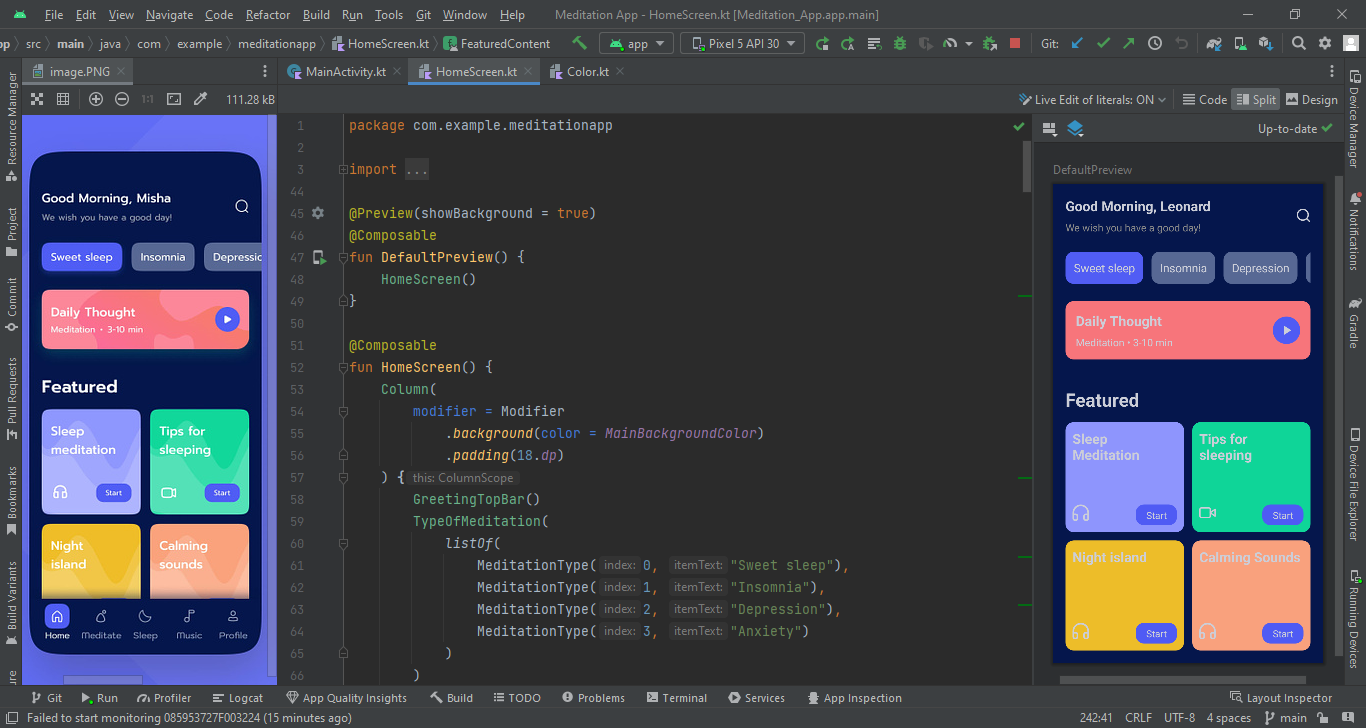 File Edit View Navigate Code Refactor Build Run Tools Git Window Help Meditation App - HomeScreen.kt [Meditation_App.app.main]
src main java com example meditationapp HomeScreen.kt FeaturedContent app Pixel 5 API 30 Git:
image.PNG MainActivity.kt HomeScreen.kt Color.kt
1:1 111.28 kB Live Edit of literals: ON Code Split Design
Resource Manager
Project
Commit
Pull Requests
Bookmarks
Build Variants
Good Morning, Misha
We wish you have a good day!
Sweet sleep Insomnia Depressio
Daily Thought
Meditation • 3-10 min
Featured
Sleep meditation
Start
Tips for sleeping
Start
Night island
Calming sounds
Home Meditate Sleep Music Profile
1 package com.example.meditationapp
2
3 import ...
44
45 @Preview(showBackground = true)
46 @Composable
47 fun DefaultPreview() {
48 HomeScreen()
49 }
50
51 @Composable
52 fun HomeScreen() {
53 Column(
54 modifier = Modifier
55 .background(color = MainBackgroundColor)
56 .padding(18.dp)
57 ) { this: ColumnScope
58 GreetingTopBar()
59 TypeOfMeditation(
60 listOf(
61 MeditationType( index: 0, itemText: "Sweet sleep"),
62 MeditationType( index: 1, itemText: "Insomnia"),
63 MeditationType( index: 2, itemText: "Depression"),
64 MeditationType( index: 3, itemText: "Anxiety")
65 )
66 )
Up-to-date
DefaultPreview
Good Morning, Leonard
We wish you have a good day!
Sweet sleep Insomnia Depression
Daily Thought
Meditation • 3-10 min
Featured
Sleep
Meditation
Start
Tips for
sleeping
Start
Night island
Start
Calming Sounds
Start
Device Manager
Notifications
Gradle
Device File Explorer
Running Devices
Git Run Profiler Logcat App Quality Insights Build TODO Problems Terminal Services App Inspection Layout Inspector
Failed to start monitoring 085953727F003224 (15 minutes ago) 242:41 CRLF UTF-8 4 spaces main